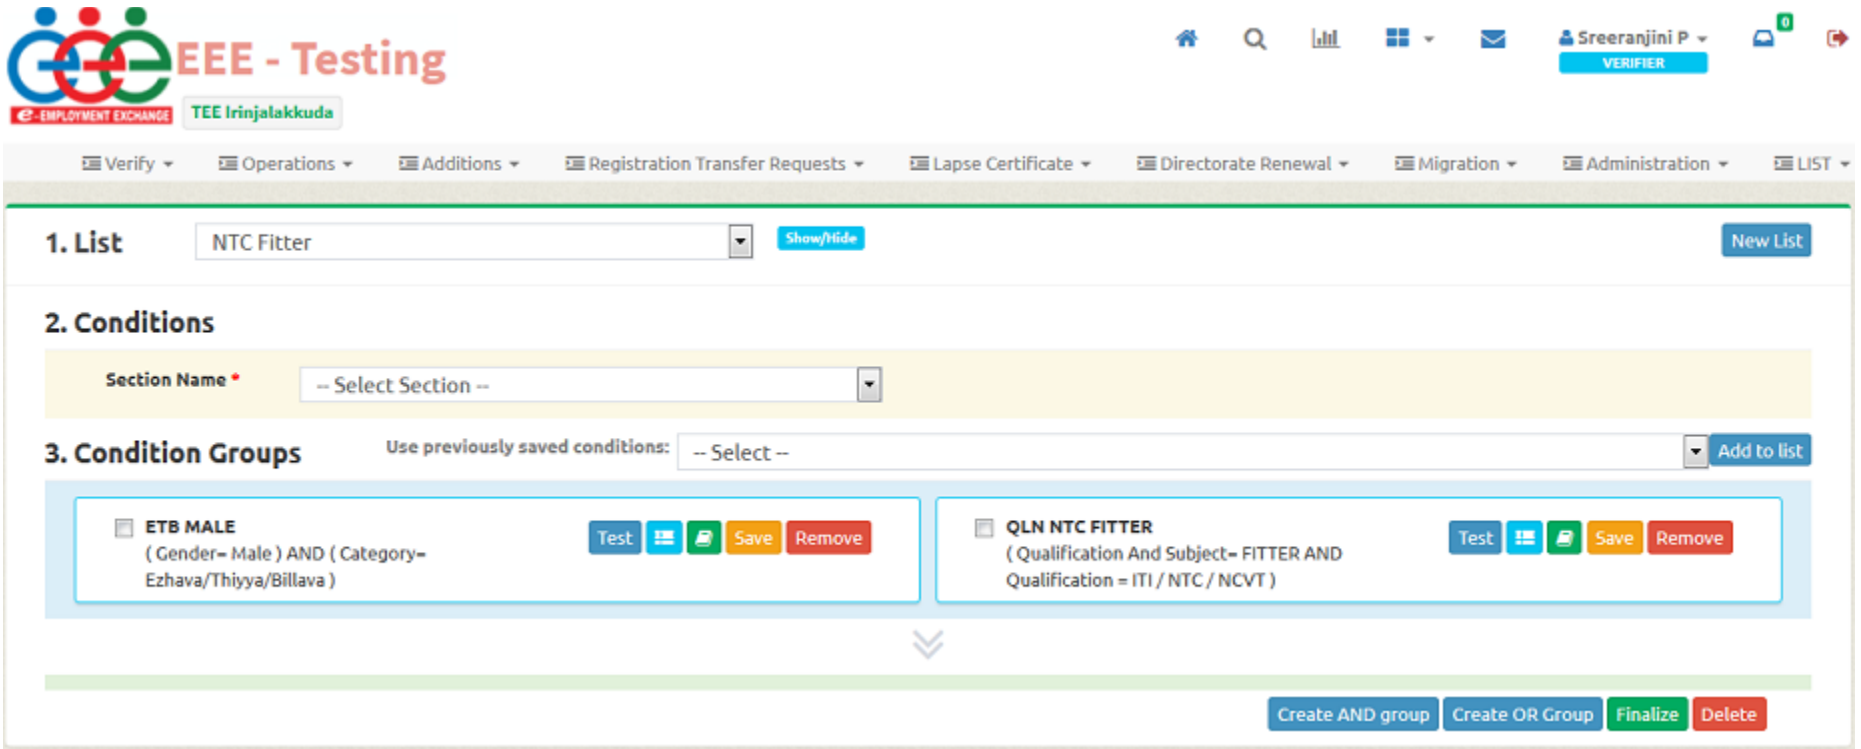 EEE - Testing
e-EMPLOYMENT EXCHANGE
TEE Irinjalakkuda
Sreeranjini P
VERIFIER
0
Verify
Operations
Additions
Registration Transfer Requests
Lapse Certificate
Directorate Renewal
Migration
Administration
LIST
1. List
NTC Fitter
Show/Hide
New List
2. Conditions
Section Name *
-- Select Section --
3. Condition Groups
Use previously saved conditions:
-- Select --
Add to list
ETB MALE
( Gender= Male ) AND ( Category=
Ezhava/Thiyya/Billava )
Test
Save
Remove
QLN NTC FITTER
( Qualification And Subject= FITTER AND
Qualification = ITI / NTC / NCVT )
Test
Save
Remove
Create AND group
Create OR Group
Finalize
Delete